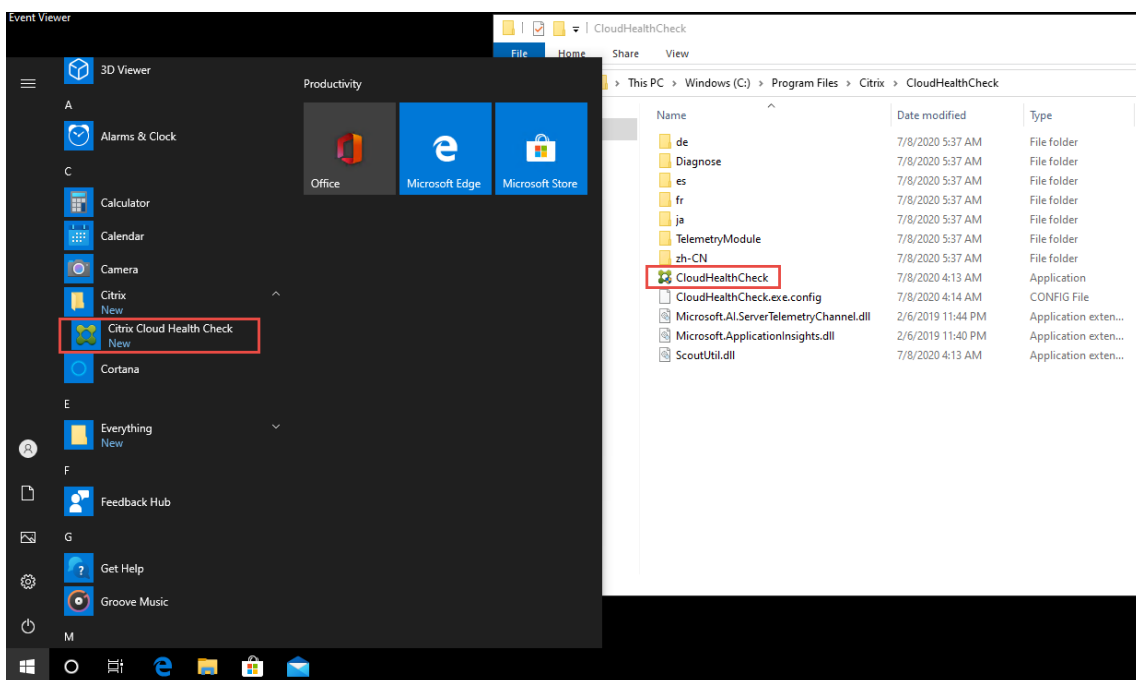 Event Viewer
3D Viewer
A
Alarms & Clock
C
Calculator
Calendar
Camera
Citrix
New
Citrix Cloud Health Check
New
Cortana
E
Everything
New
F
Feedback Hub
G
Get Help
Groove Music
M
Productivity
Office
Microsoft Edge
Microsoft Store
CloudHealthCheck
File Home Share View
This PC > Windows (C:) > Program Files > Citrix > CloudHealthCheck
Name Date modified Type
de 7/8/2020 5:37 AM File folder
Diagnose 7/8/2020 5:37 AM File folder
es 7/8/2020 5:37 AM File folder
fr 7/8/2020 5:37 AM File folder
ja 7/8/2020 5:37 AM File folder
TelemetryModule 7/8/2020 5:37 AM File folder
zh-CN 7/8/2020 5:37 AM File folder
CloudHealthCheck 7/8/2020 4:13 AM Application
CloudHealthCheck.exe.config 7/8/2020 4:14 AM CONFIG File
Microsoft.AI.ServerTelemetryChannel.dll 2/6/2019 11:44 PM Application exten...
Microsoft.ApplicationInsights.dll 2/6/2019 11:40 PM Application exten...
ScoutUtil.dll 7/8/2020 4:13 AM Application exten...